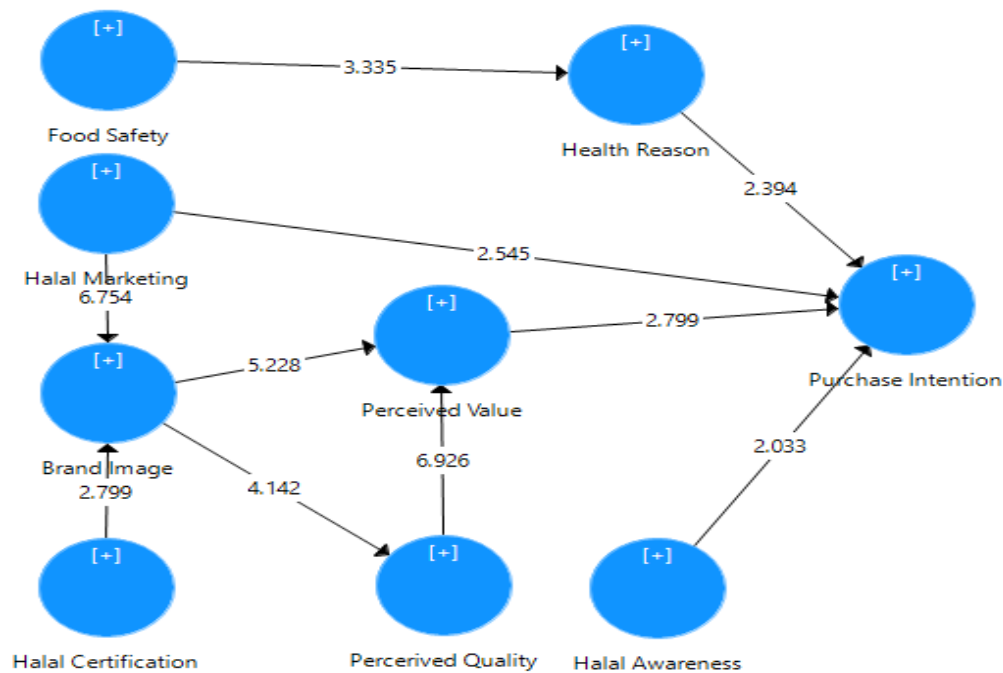 [+]
Food Safety
3.335
[+]
Health Reason
2.394
[+]
Halal Marketing
6.754
2.545
[+]
Purchase Intention
[+]
Perceived Value
2.799
[+]
Brand Image
5.228
4.142
2.799
6.926
2.033
[+]
Halal Certification
[+]
Percerived Quality
[+]
Halal Awareness